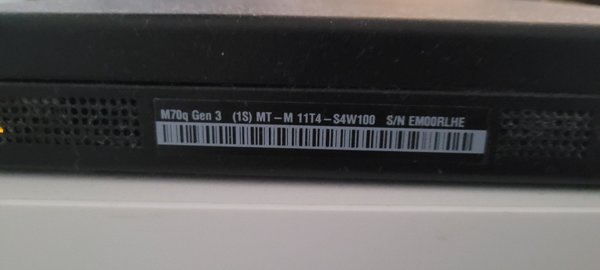 M70q Gen 3 (1S) MT-M 11T4-S4W100 S/N EM00RLHE